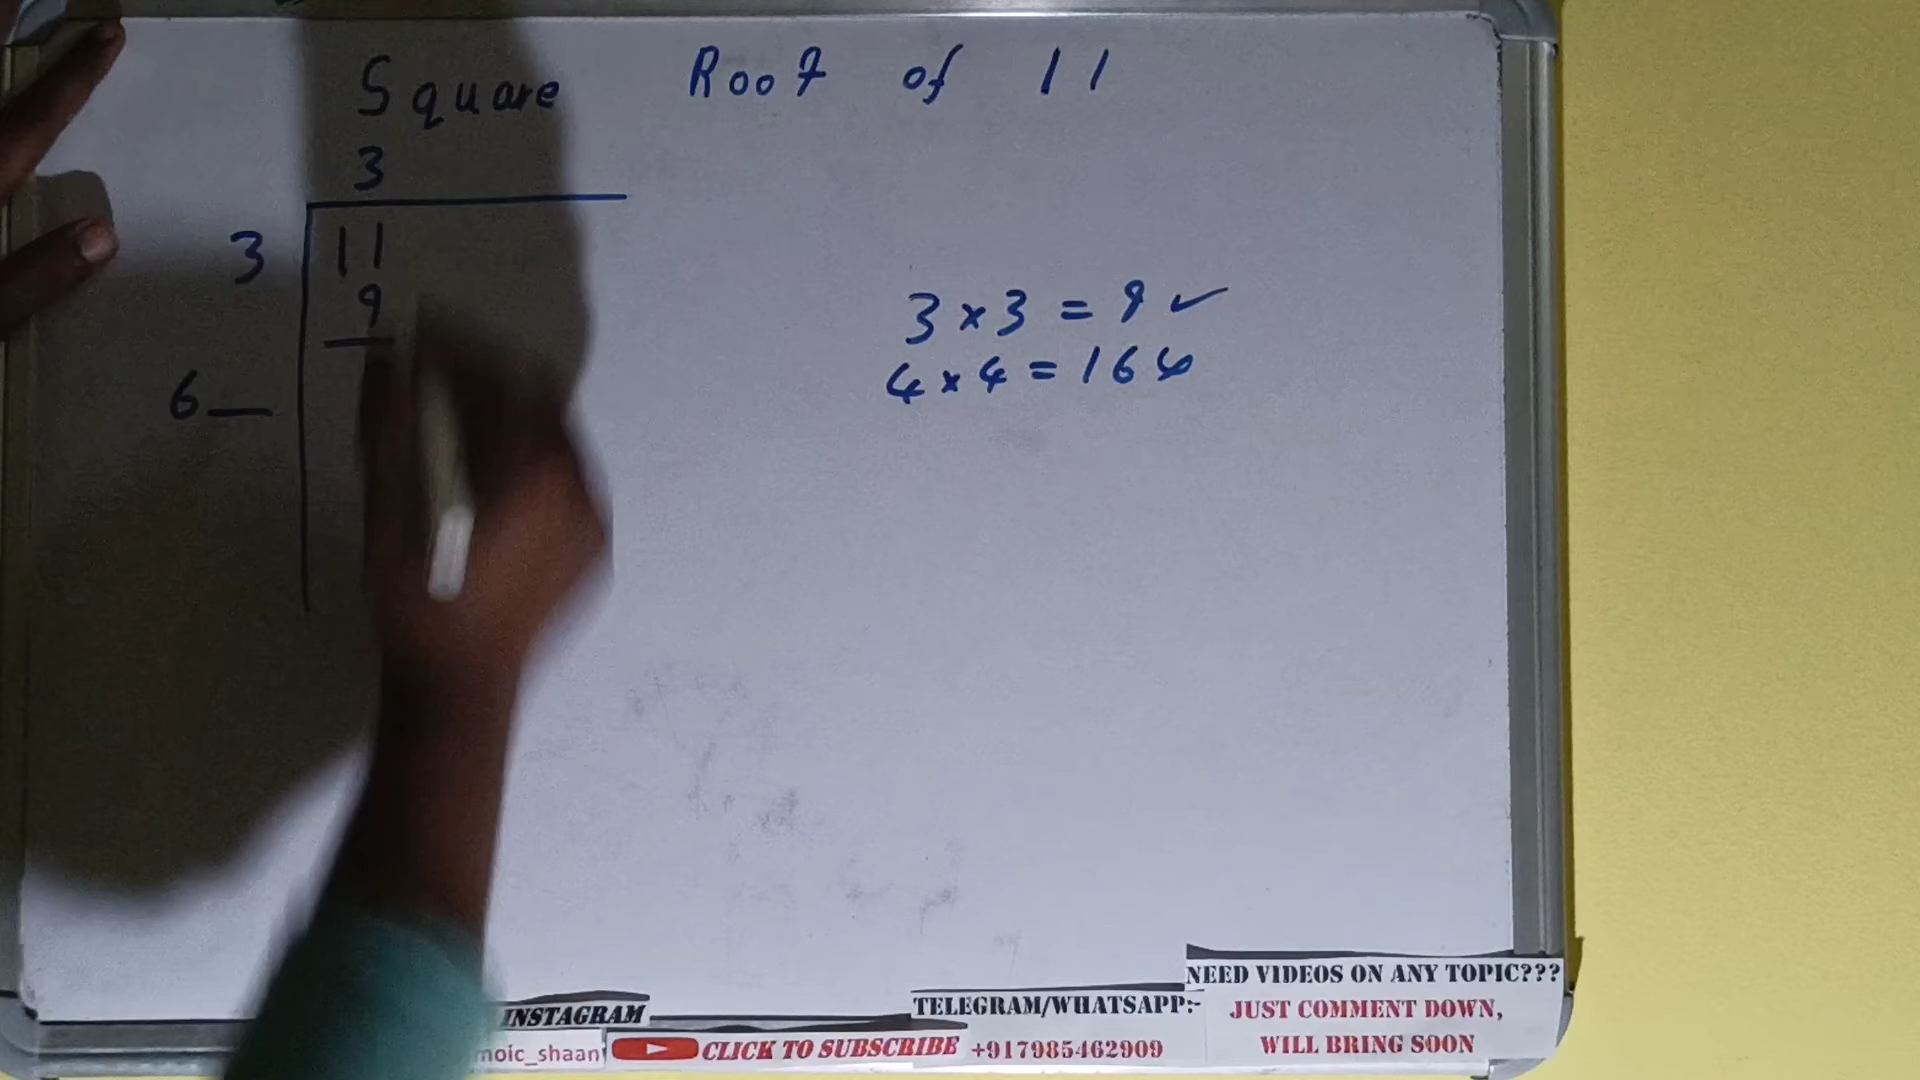 Square Root of 11
3
3 11
9
6 _
3 × 3 = 9 ✓
4 × 4 = 16
NEED VIDEOS ON ANY TOPIC???
JUST COMMENT DOWN,
WILL BRING SOON
INSTAGRAM
moic_shaan
CLICK TO SUBSCRIBE
TELEGRAM/WHATSAPP:-
+917985462909